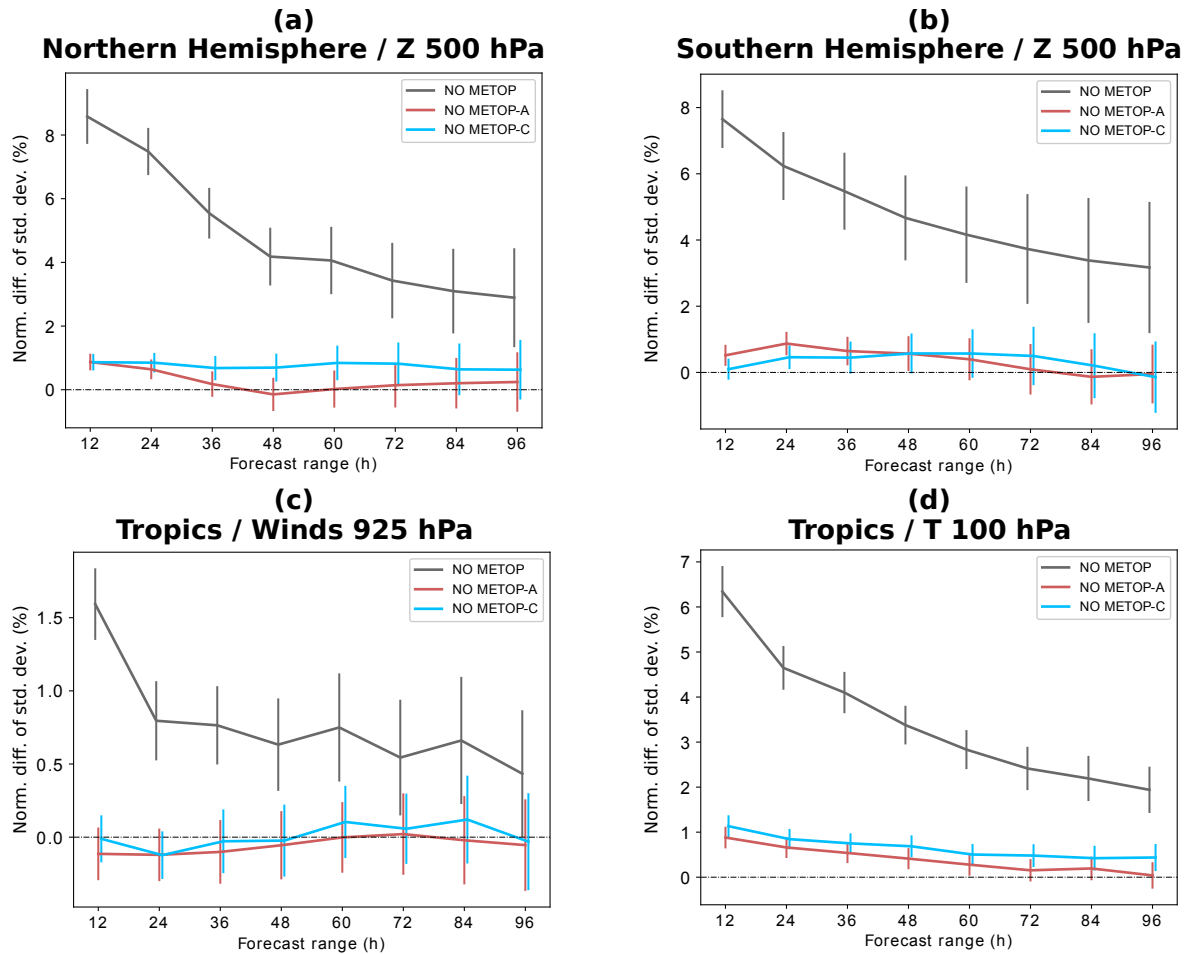 (a)
Northern Hemisphere / Z 500 hPa
Norm. diff. of std. dev. (%)
8
6
4
2
0
NO METOP
NO METOP-A
NO METOP-C
12 24 36 48 60 72 84 96
Forecast range (h)
(b)
Southern Hemisphere / Z 500 hPa
Norm. diff. of std. dev. (%)
8
6
4
2
0
NO METOP
NO METOP-A
NO METOP-C
12 24 36 48 60 72 84 96
Forecast range (h)
(c)
Tropics / Winds 925 hPa
Norm. diff. of std. dev. (%)
1.5
1.0
0.5
0.0
NO METOP
NO METOP-A
NO METOP-C
12 24 36 48 60 72 84 96
Forecast range (h)
(d)
Tropics / T 100 hPa
Norm. diff. of std. dev. (%)
7
6
5
4
3
2
1
0
NO METOP
NO METOP-A
NO METOP-C
12 24 36 48 60 72 84 96
Forecast range (h)